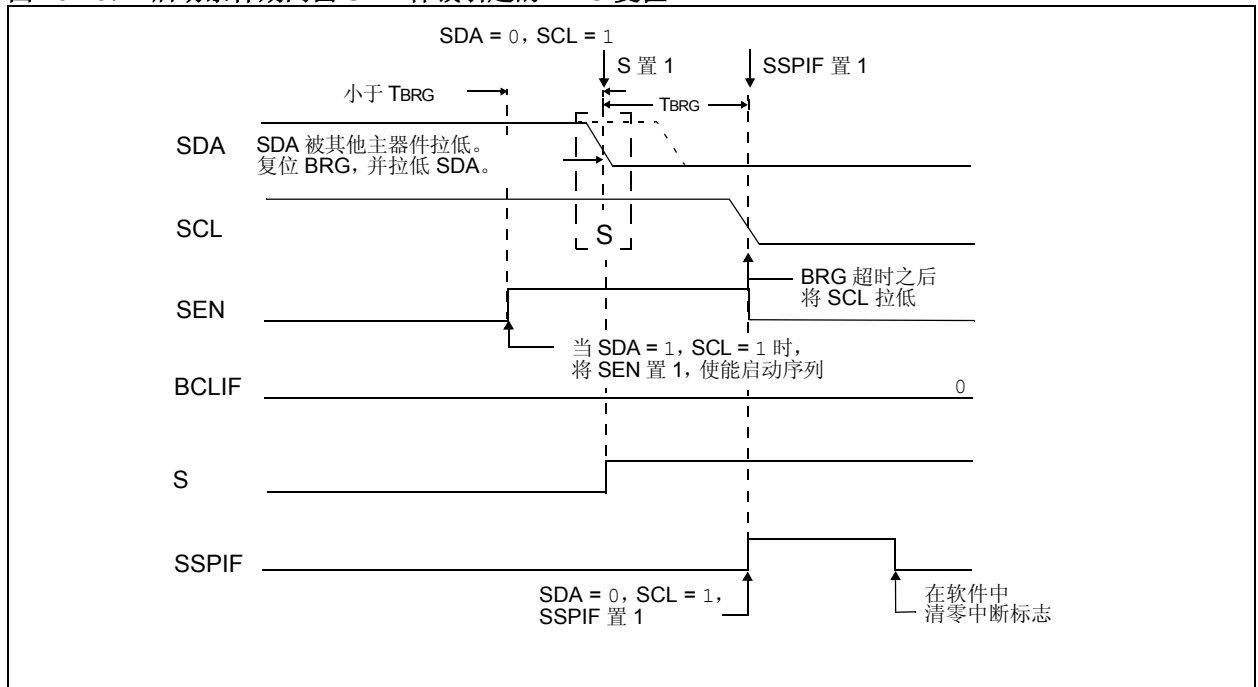 SDA = 0，SCL = 1
S 置 1
SSPIF 置 1
小于 TBRG
TBRG
SDA
SDA 被其他主器件拉低。
复位 BRG，并拉低 SDA。
SCL
S
BRG 超时之后
将 SCL 拉低
SEN
当 SDA = 1，SCL = 1 时，
将 SEN 置 1，使能启动序列
BCLIF
0
S
SSPIF
SDA = 0，SCL = 1，
SSPIF 置 1
在软件中
清零中断标志